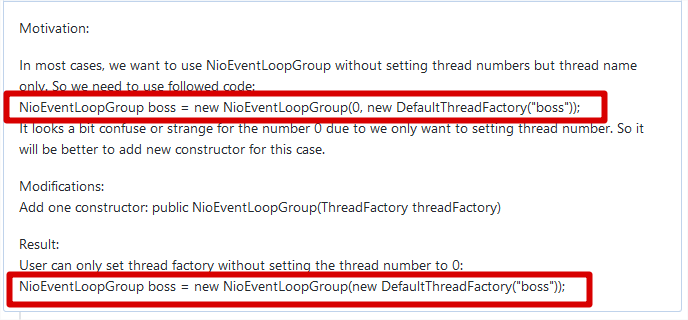 Motivation:
In most cases, we want to use NioEventLoopGroup without setting thread numbers but thread name
only. So we need to use followed code:
NioEventLoopGroup boss = new NioEventLoopGroup(0, new DefaultThreadFactory("boss"));
It looks a bit confuse or strange for the number 0 due to we only want to setting thread number. So it
will be better to add new constructor for this case.
Modifications:
Add one constructor: public NioEventLoopGroup(ThreadFactory threadFactory)
Result:
User can only set thread factory without setting the thread number to 0:
NioEventLoopGroup boss = new NioEventLoopGroup(new DefaultThreadFactory("boss"));